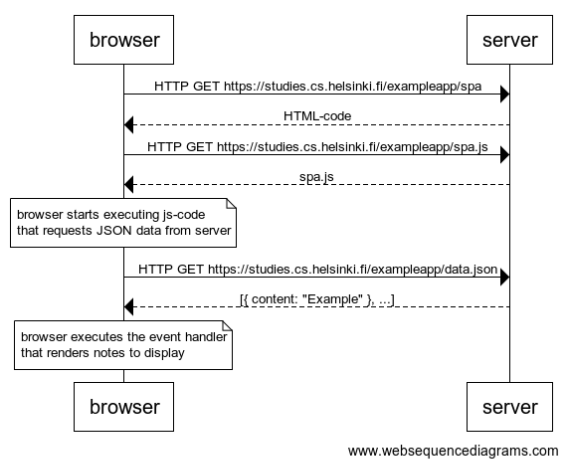 browser server
HTTP GET https://studies.cs.helsinki.fi/exampleapp/spa
HTML-code
HTTP GET https://studies.cs.helsinki.fi/exampleapp/spa.js
spa.js
browser starts executing js-code
that requests JSON data from server
HTTP GET https://studies.cs.helsinki.fi/exampleapp/data.json
[{ content: "Example" }, ...]
browser executes the event handler
that renders notes to display
browser server
www.websequencediagrams.com